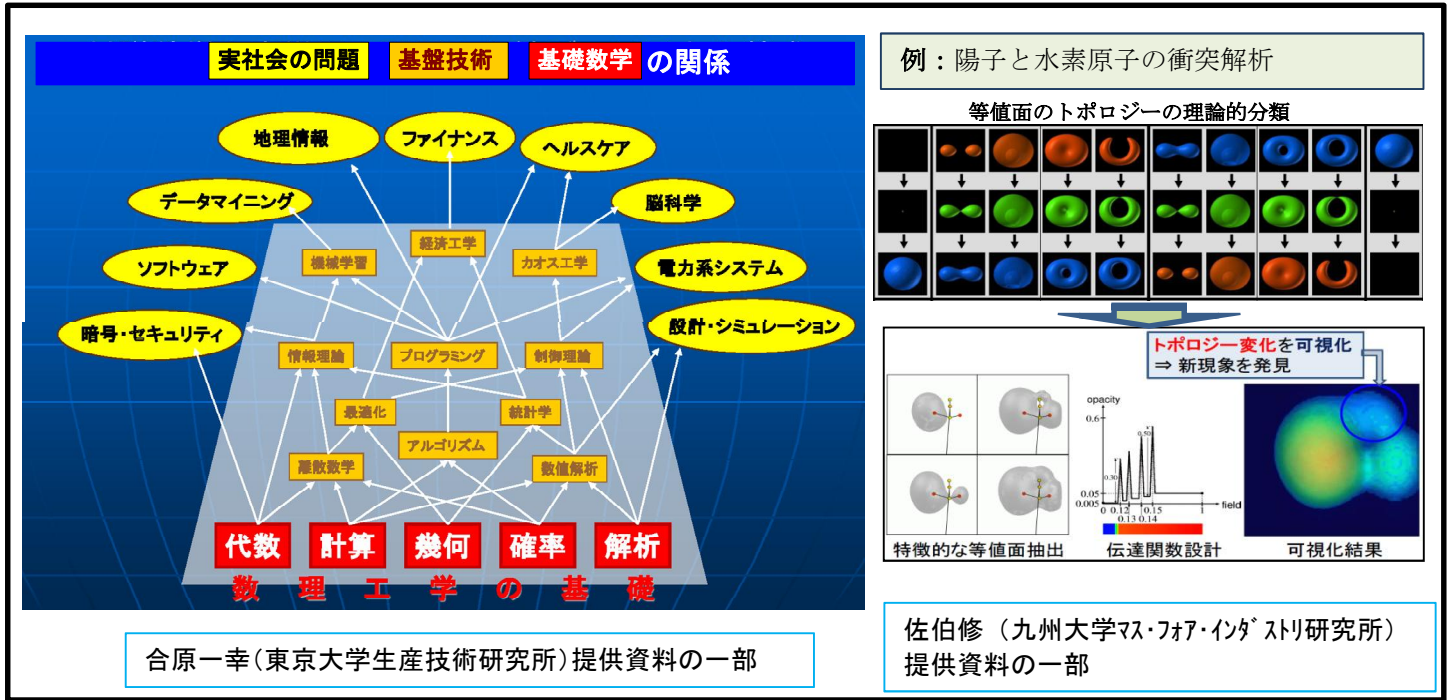 実社会の問題 基盤技術 基礎数学 の関係
地理情報
ファイナンス
ヘルスケア
データマイニング
脳科学
ソフトウェア
機械学習
経済工学
カオス工学
電力系システム
暗号・セキュリティ
設計・シミュレーション
情報理論
プログラミング
制御理論
最適化
統計学
アルゴリズム
離散数学
数値解析
代数 計算 幾何 確率 解析
数理工学の基礎
合原一幸(東京大学生産技術研究所)提供資料の一部
例：陽子と水素原子の衝突解析
等値面のトポロジーの理論的分類
トポロジー変化を可視化
⇒ 新現象を発見
opacity
0.6
0.50
0.30
0.05
0.005
0 0.12 0.15 1
0.13 0.14
field
特徴的な等値面抽出
伝達関数設計
可視化結果
佐伯修（九州大学ﾏｽ･ﾌｫｱ･ｲﾝﾀﾞｽﾄﾘ研究所）
提供資料の一部